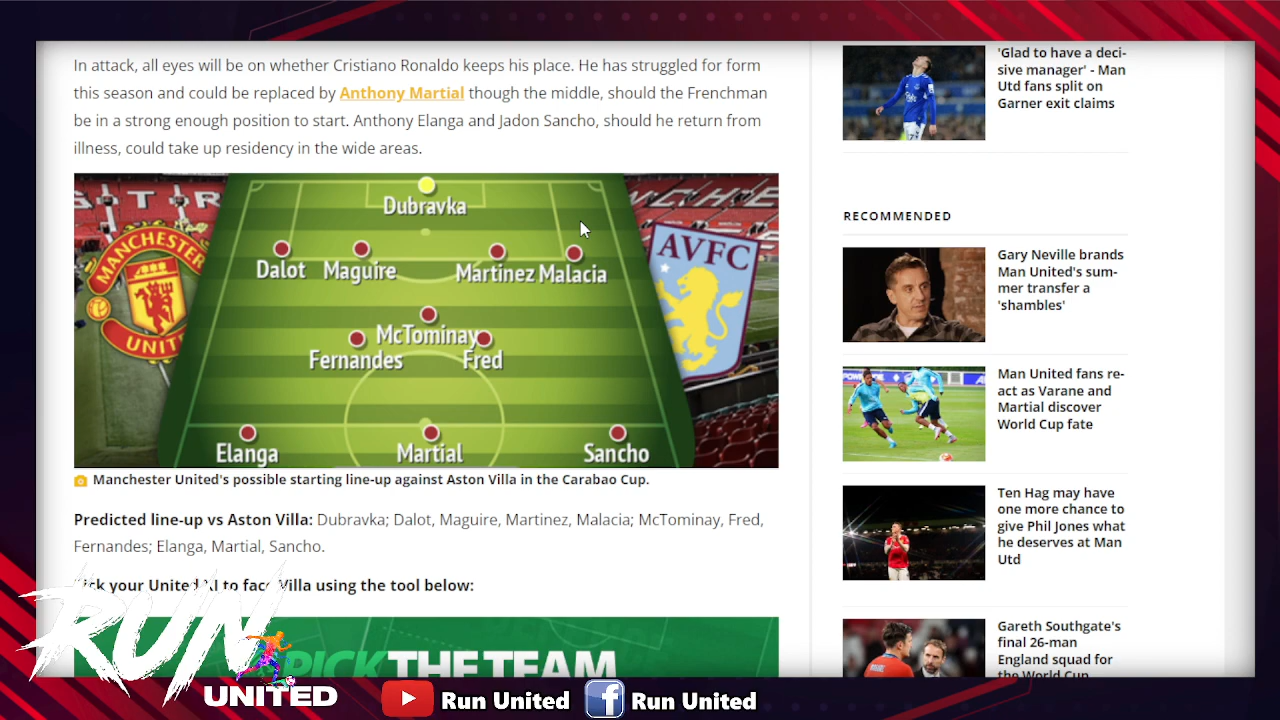 In attack, all eyes will be on whether Cristiano Ronaldo keeps his place. He has struggled for form
this season and could be replaced by Anthony Martial though the middle, should the Frenchman
be in a strong enough position to start. Anthony Elanga and Jadon Sancho, should he return from
illness, could take up residency in the wide areas.
MANCHESTER
UNITE
AVFC
Dubravka
Dalot Maguire Martinez Malacia
McTominay
Fernandes Fred
Elanga Martial Sancho
Manchester United's possible starting line-up against Aston Villa in the Carabao Cup.
Predicted line-up vs Aston Villa: Dubravka; Dalot, Maguire, Martinez, Malacia; McTominay, Fred,
Fernandes; Elanga, Martial, Sancho.
your United XI to face Villa using the tool below:
PICK THE TEAM
'Glad to have a deci-
sive manager' - Man
Utd fans split on
Garner exit claims
RECOMMENDED
Gary Neville brands
Man United's sum-
mer transfer a
'shambles'
Man United fans re-
act as Varane and
Martial discover
World Cup fate
Ten Hag may have
one more chance to
give Phil Jones what
he deserves at Man
Utd
Gareth Southgate's
final 26-man
England squad for
the World Cup
RUN
UNITED
Run United
f Run United